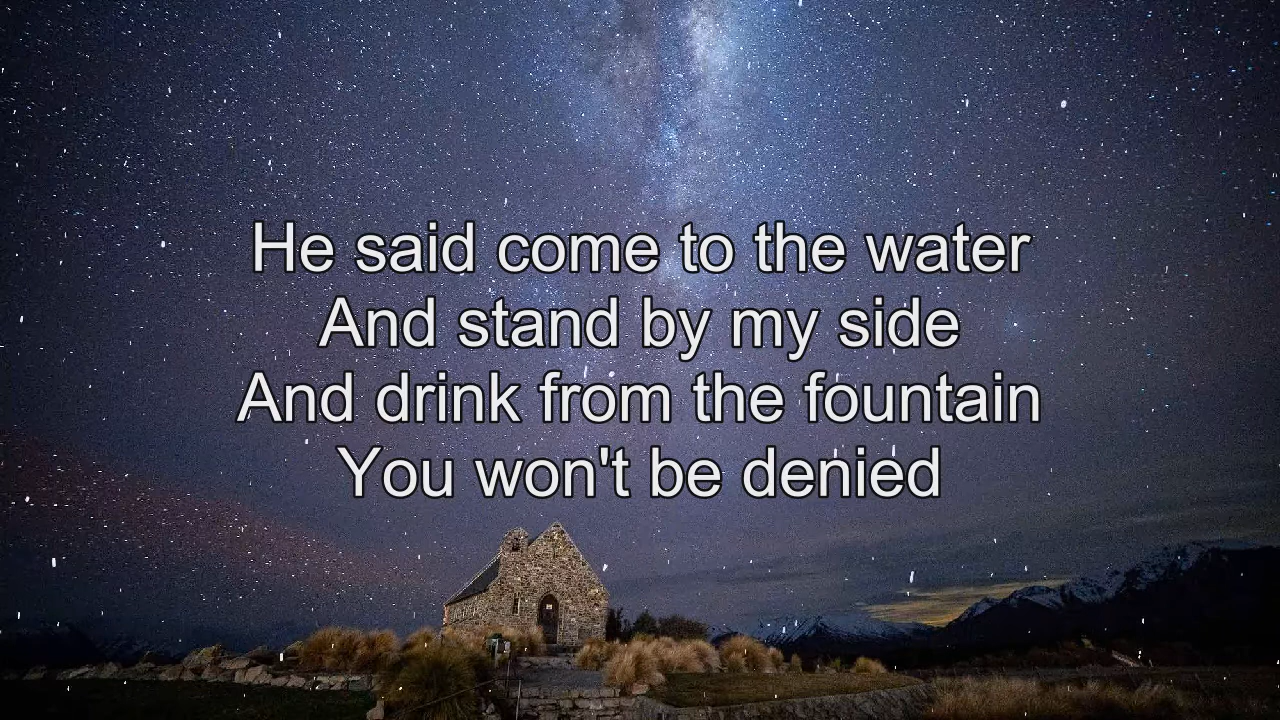 He said come to the water
And stand by my side
And drink from the fountain
You won't be denied